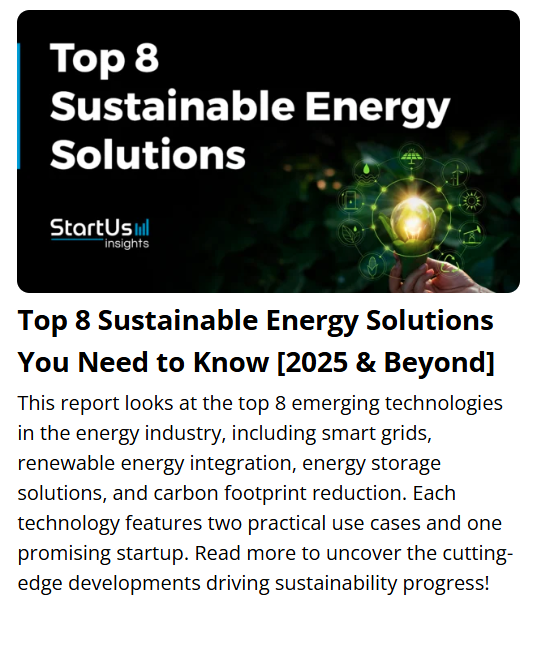 Top 8
Sustainable Energy
Solutions
StartUs
insights
Top 8 Sustainable Energy Solutions
You Need to Know [2025 & Beyond]
This report looks at the top 8 emerging technologies
in the energy industry, including smart grids,
renewable energy integration, energy storage
solutions, and carbon footprint reduction. Each
technology features two practical use cases and one
promising startup. Read more to uncover the cutting-
edge developments driving sustainability progress!